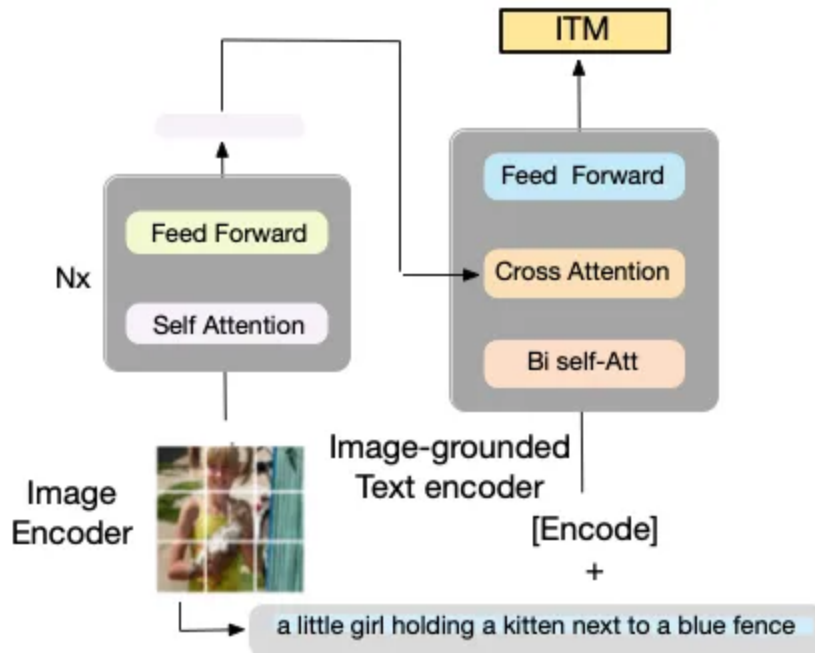 ITM
Feed Forward
Cross Attention
Bi self-Att
Nx
Feed Forward
Self Attention
Image
Encoder
Image-grounded
Text encoder
[Encode]
+
a little girl holding a kitten next to a blue fence